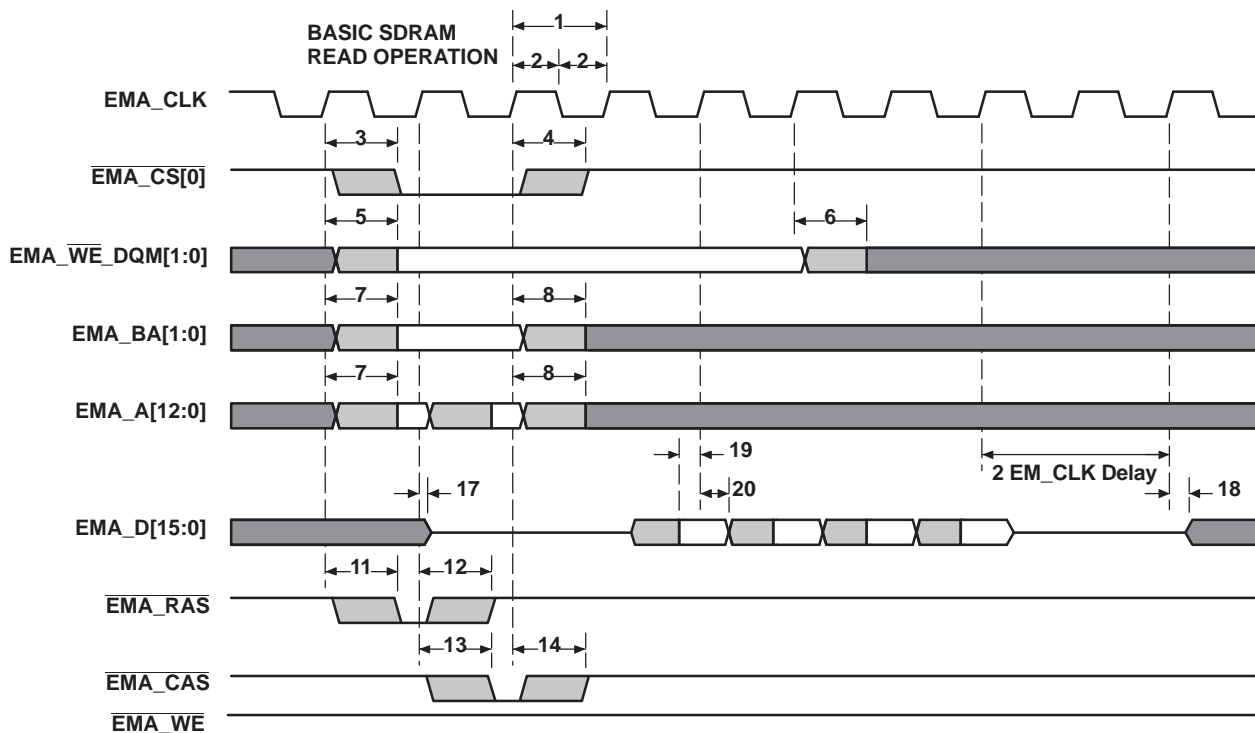 BASIC SDRAM
READ OPERATION
1
2 2
EMA_CLK
3 4
EMA_CS[0]
5 6
EMA_WE_DQM[1:0]
7 8
EMA_BA[1:0]
7 8
EMA_A[12:0]
19
2 EM_CLK Delay
17 20 18
EMA_D[15:0]
11 12
EMA_RAS
13 14
EMA_CAS
EMA_WE